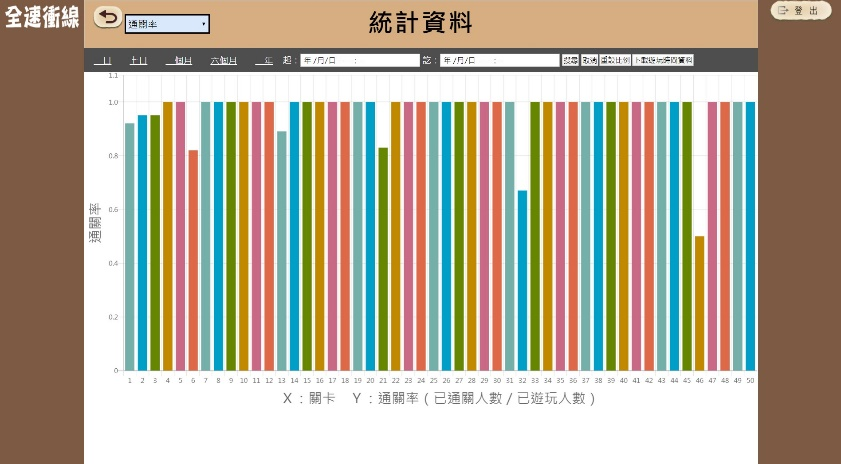 全速衝線
通關率
統計資料
登 出
一日 七日 一個月 六個月 一年 起: 年/月/日 : 訖: 年/月/日 : 搜尋 取消 重設比例 下載遊玩時間資料
1.1
1.0
0.8
0.6
0.4
0.2
0
通關率
1 2 3 4 5 6 7 8 9 10 11 12 13 14 15 16 17 18 19 20 21 22 23 24 25 26 27 28 29 30 31 32 33 34 35 36 37 38 39 40 41 42 43 44 45 46 47 48 49 50
X:關卡 Y:通關率(已通關人數/已遊玩人數)